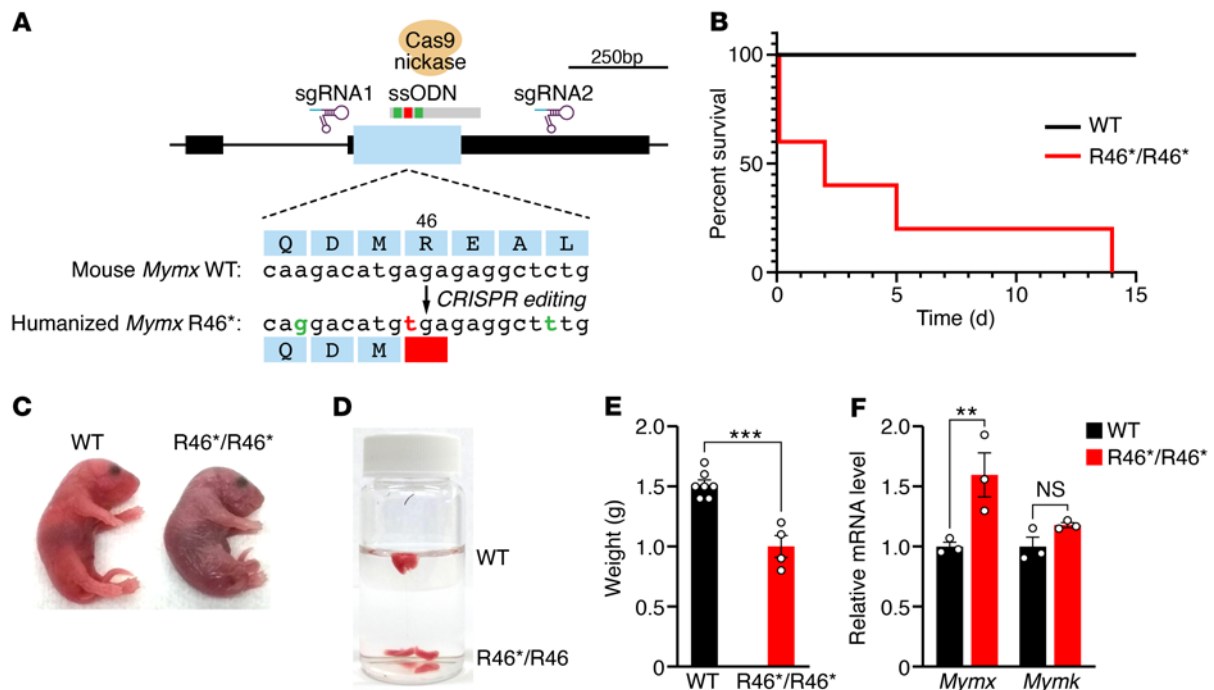 A
Cas9
nickase
250bp
sgRNA1
ssODN
sgRNA2
46
Q D M R E A L
Mouse Mymx WT: caagacatgagagaggctctg
CRISPR editing
Humanized Mymx R46*: caggacatgtgagaggctttg
Q D M
B
Percent survival
100
50
0
0 5 10 15
Time (d)
WT
R46*/R46*
C
WT R46*/R46*
D
WT
R46*/R46
E
Weight (g)
2.0
1.5
1.0
0.5
0
***
WT R46*/R46*
F
Relative mRNA level
2.0
1.5
1.0
0.5
0
**
NS
Mymx Mymk
WT
R46*/R46*